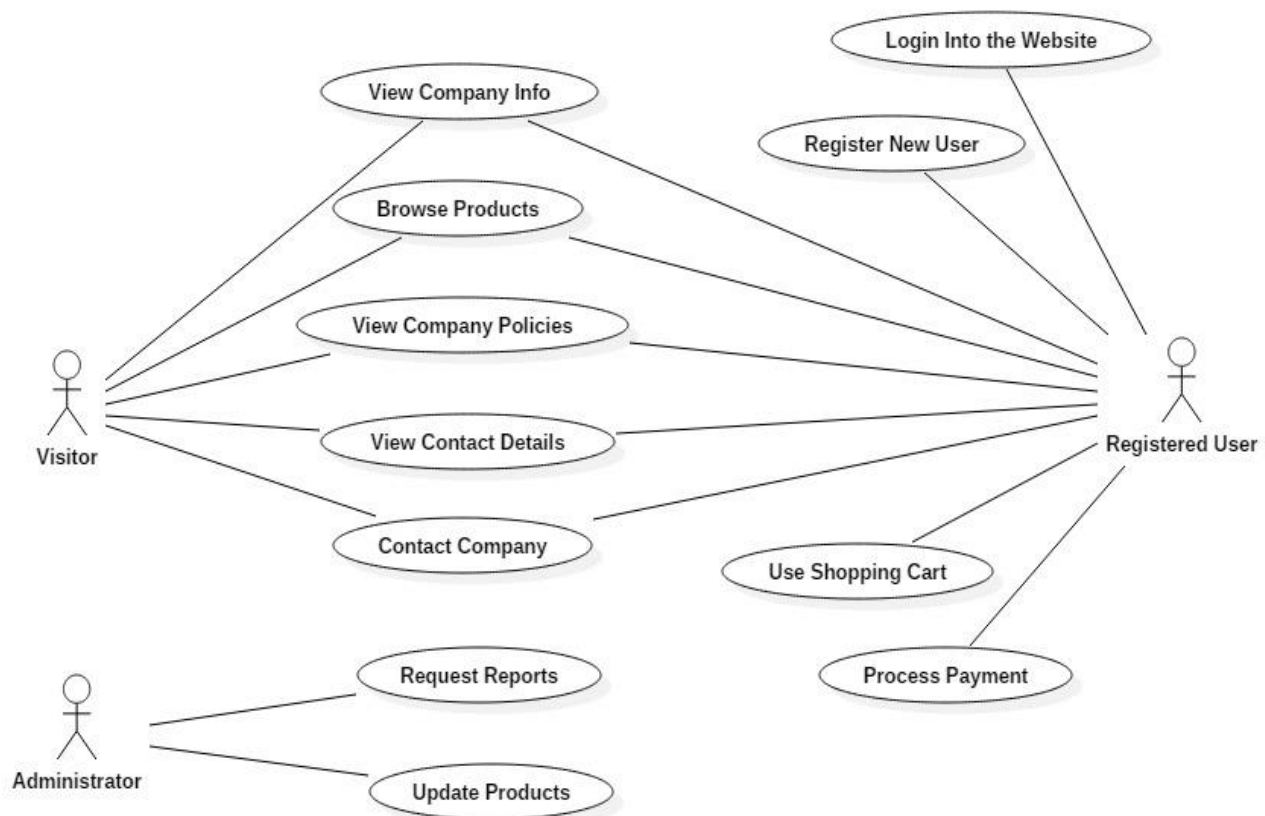 Login Into the Website
View Company Info
Register New User
Browse Products
View Company Policies
View Contact Details
Visitor
Registered User
Contact Company
Use Shopping Cart
Request Reports
Process Payment
Administrator
Update Products